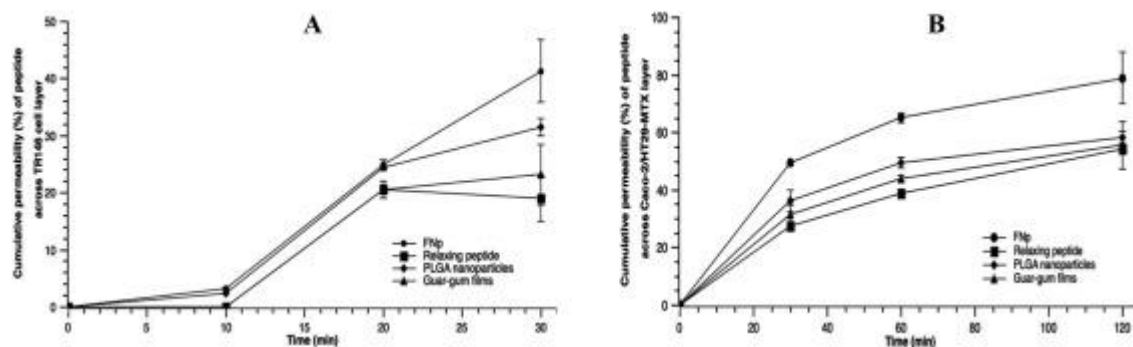 A
Cumulative permeability (%) of peptide
across TR146 cell layer
50
40
30
20
10
0
0 5 10 15 20 25 30
Time (min)
FNp
Relaxing peptide
PLGA nanoparticles
Guar-gum films
B
Cumulative permeability (%) of peptide
across Caco-2/HT29-MTX layer
100
80
60
40
20
0
0 20 40 60 80 100 120
Time (min)
FNp
Relaxing peptide
PLGA nanoparticles
Guar-gum films